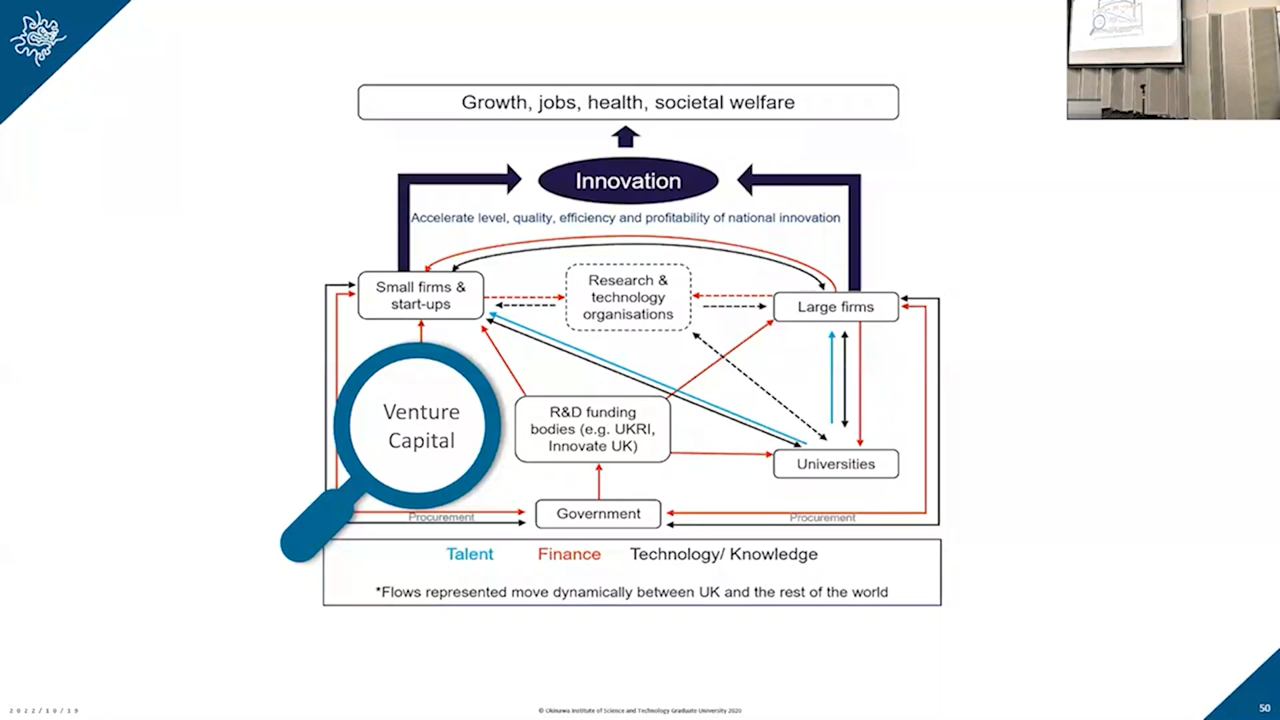 Growth, jobs, health, societal welfare
Innovation
Accelerate level, quality, efficiency and profitability of national innovation
Small firms &
start-ups
Research &
technology
organisations
Large firms
Venture
Capital
R&D funding
bodies (e.g. UKRI,
Innovate UK)
Universities
Government
Procurement
Procurement
Talent Finance Technology/ Knowledge
*Flows represented move dynamically between UK and the rest of the world
2022/10/19
© Okinawa Institute of Science and Technology Graduate University 2020
50